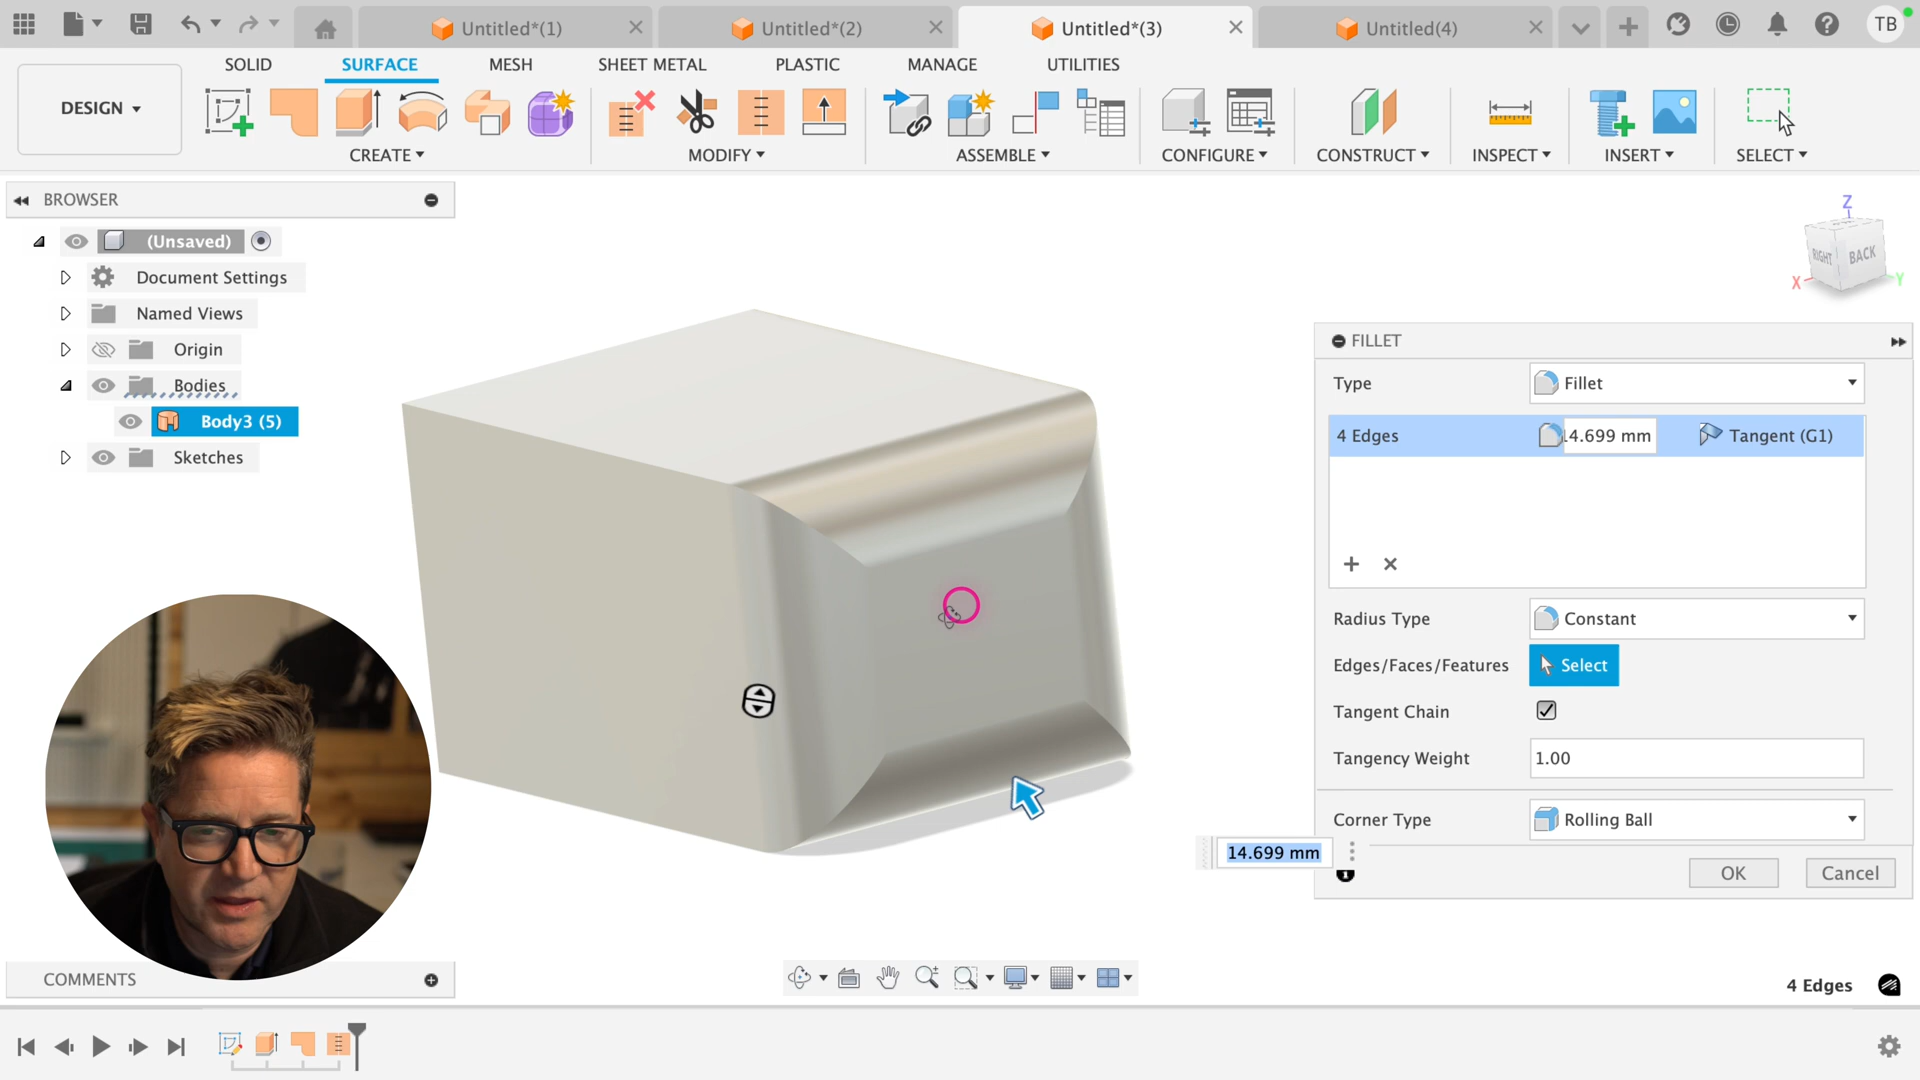 Untitled*(1)
Untitled*(2)
Untitled*(3)
Untitled(4)
TB
DESIGN
SOLID
SURFACE
MESH
SHEET METAL
PLASTIC
MANAGE
UTILITIES
CREATE
MODIFY
ASSEMBLE
CONFIGURE
CONSTRUCT
INSPECT
INSERT
SELECT
BROWSER
(Unsaved)
Document Settings
Named Views
Origin
Bodies
Body3 (5)
Sketches
Z
RIGHT
BACK
X
Y
FILLET
Type
Fillet
4 Edges
4.699 mm
Tangent (G1)
Radius Type
Constant
Edges/Faces/Features
Select
Tangent Chain
Tangency Weight
1.00
Corner Type
Rolling Ball
14.699 mm
OK
Cancel
COMMENTS
4 Edges